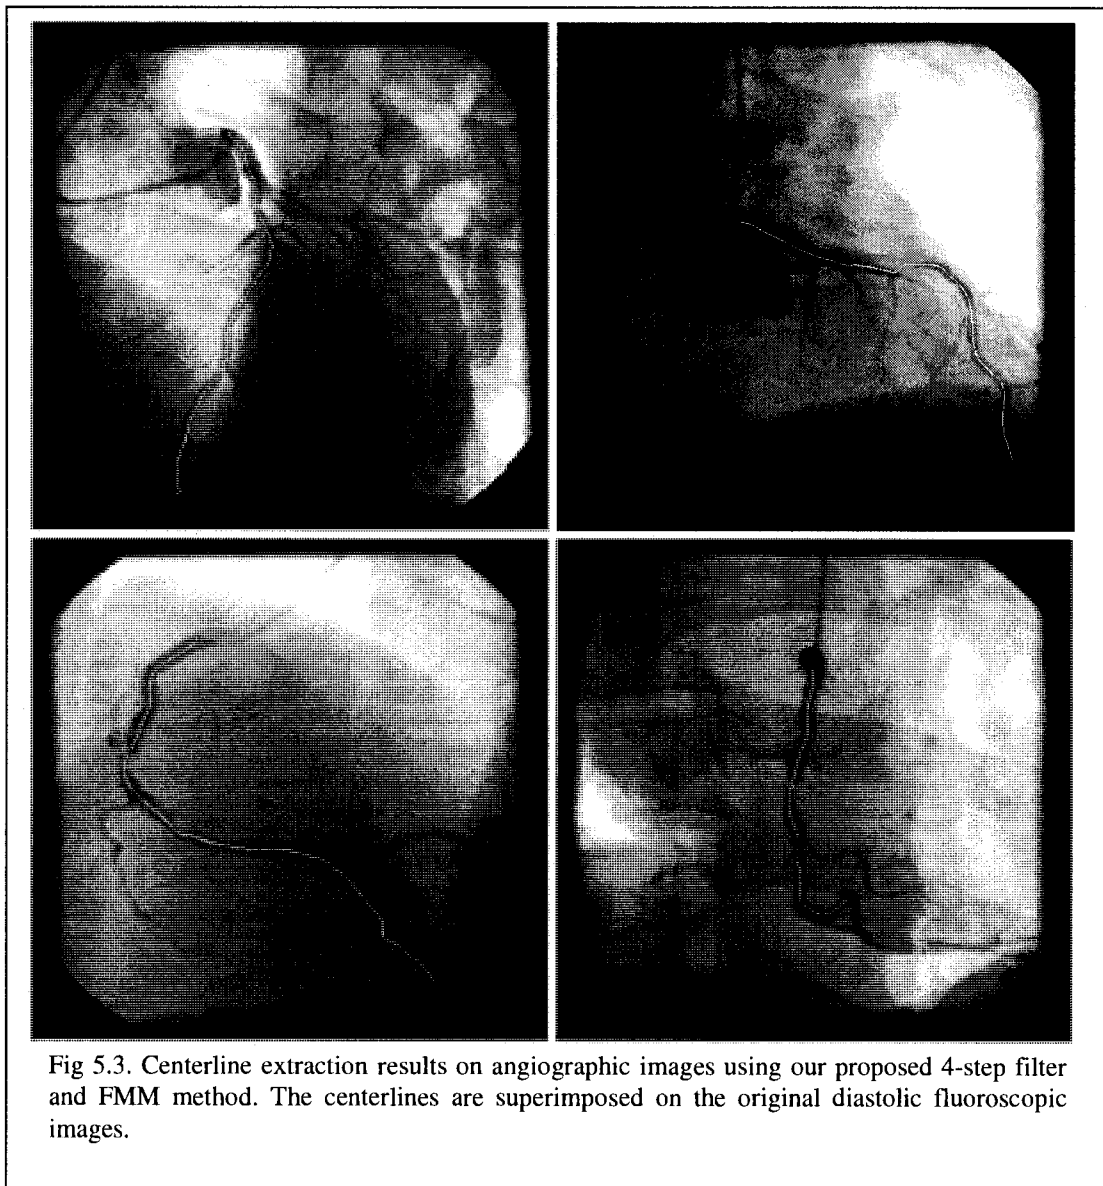 Fig 5.3. Centerline extraction results on angiographic images using our proposed 4-step filter
and FMM method. The centerlines are superimposed on the original diastolic fluoroscopic
images.